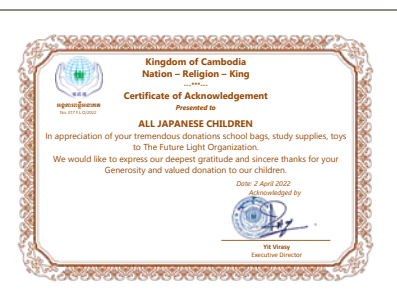 Kingdom of Cambodia
Nation – Religion – King
---***---
Certificate of Acknowledgement
Presented to
ALL JAPANESE CHILDREN
In appreciation of your tremendous donations school bags, study supplies, toys
to The Future Light Organization.
We would like to express our deepest gratitude and sincere thanks for your
Generosity and valued donation to our children.
Date: 2 April 2022
Acknowledged by
Yit Virasy
Executive Director